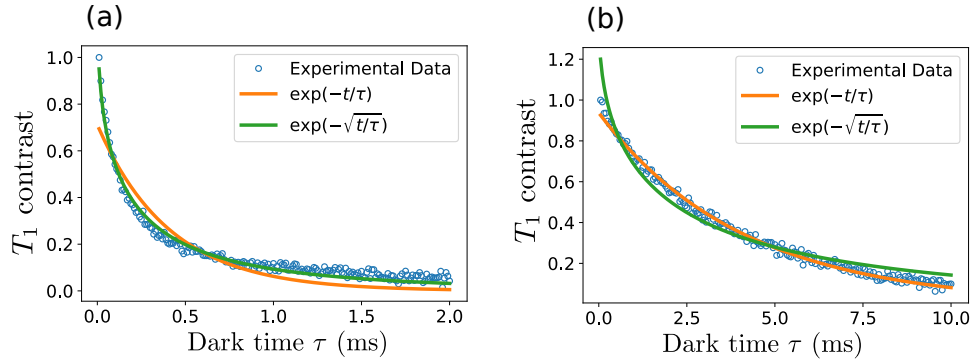 (a)
1.0
0.8
0.6
0.4
0.2
0.0
T₁ contrast
Experimental Data
exp(−t/τ)
exp(−√t/τ)
0.0 0.5 1.0 1.5 2.0
Dark time τ (ms)
(b)
1.2
1.0
0.8
0.6
0.4
0.2
T₁ contrast
Experimental Data
exp(−t/τ)
exp(−√t/τ)
0.0 2.5 5.0 7.5 10.0
Dark time τ (ms)